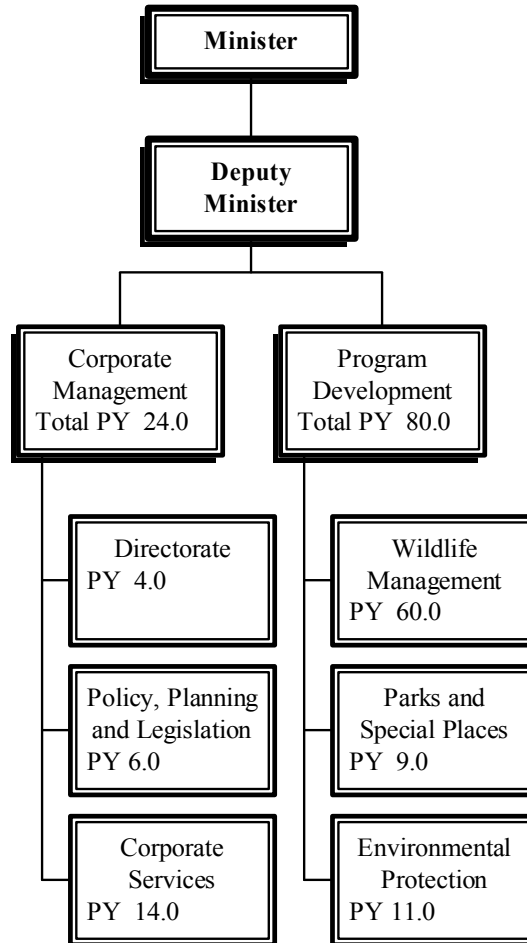 Minister
Deputy
Minister
Corporate
Management
Total PY 24.0
Program
Development
Total PY 80.0
Directorate
PY 4.0
Wildlife
Management
PY 60.0
Policy, Planning
and Legislation
PY 6.0
Parks and
Special Places
PY 9.0
Corporate
Services
PY 14.0
Environmental
Protection
PY 11.0